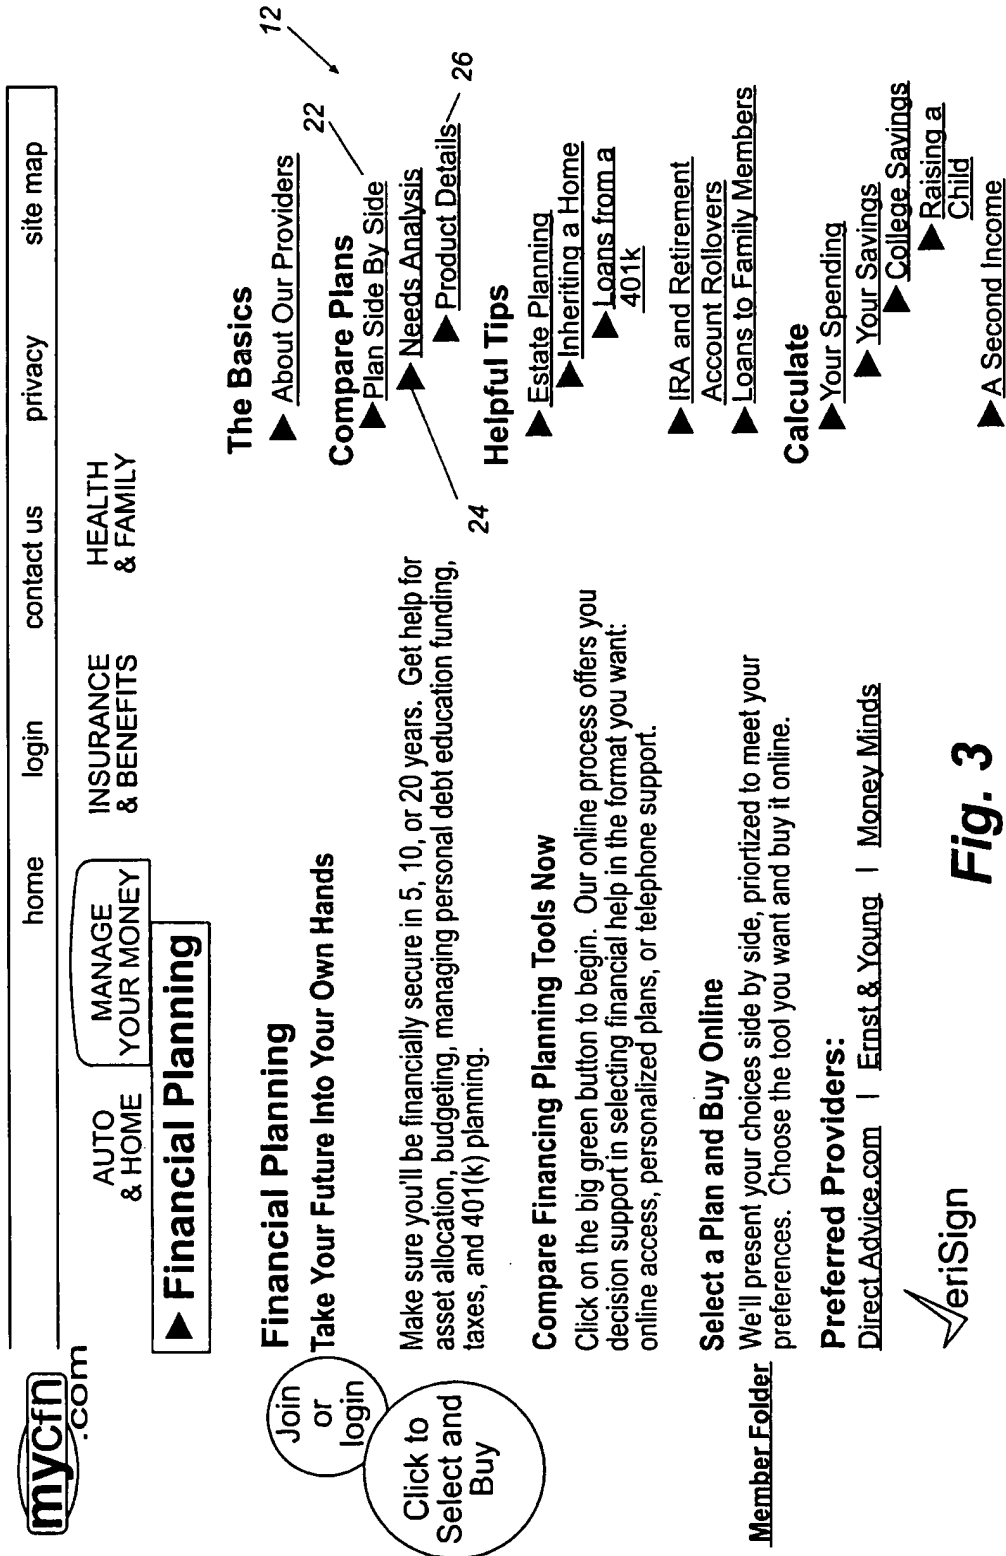 mycfn
.com
home login contact us privacy site map
AUTO
& HOME
MANAGE
YOUR MONEY
INSURANCE
& BENEFITS
HEALTH
& FAMILY
▶ Financial Planning
Join
or
login
Click to
Select and
Buy
Member Folder
Financial Planning
Take Your Future Into Your Own Hands
Make sure you'll be financially secure in 5, 10, or 20 years. Get help for
asset allocation, budgeting, managing personal debt education funding,
taxes, and 401(k) planning.
Compare Financing Planning Tools Now
Click on the big green button to begin. Our online process offers you
decision support in selecting financial help in the format you want:
online access, personalized plans, or telephone support.
Select a Plan and Buy Online
We'll present your choices side by side, priortized to meet your
preferences. Choose the tool you want and buy it online.
Preferred Providers:
Direct Advice.com | Ernst & Young | Money Minds
VeriSign
The Basics
▶ About Our Providers
Compare Plans
▶ Plan Side By Side
▶ Needs Analysis
▶ Product Details
Helpful Tips
▶ Estate Planning
▶ Inheriting a Home
▶ Loans from a
401k
▶ IRA and Retirement
Account Rollovers
▶ Loans to Family Members
Calculate
▶ Your Spending
▶ Your Savings
▶ College Savings
▶ Raising a
Child
▶ A Second Income
12
22
24
26
Fig. 3